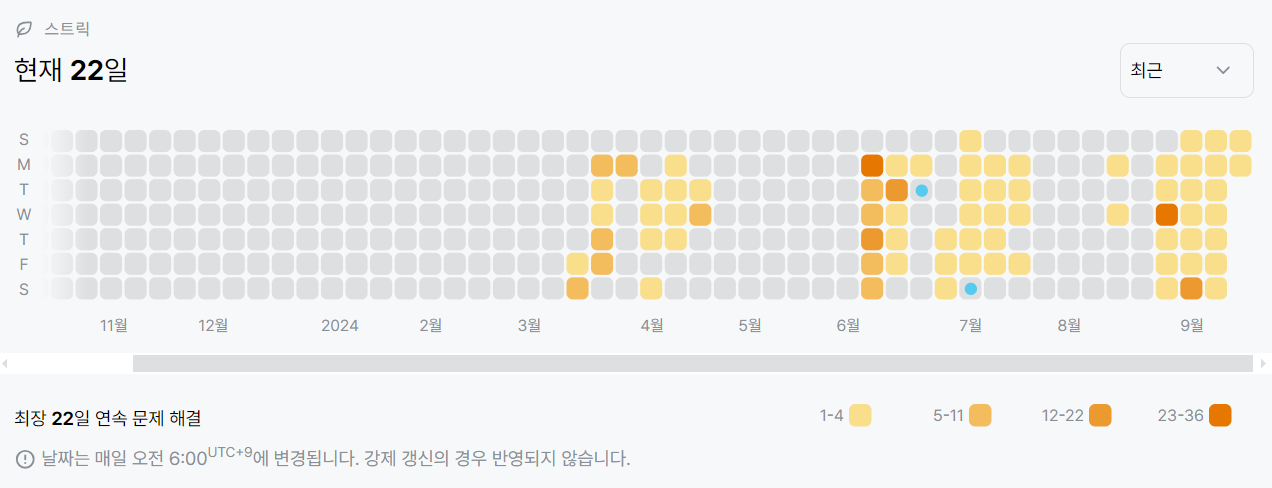 스트릭
현재 22일
최근
S
M
T
W
T
F
S
11월 12월 2024 2월 3월 4월 5월 6월 7월 8월 9월
최장 22일 연속 문제 해결
1-4 5-11 12-22 23-36
날짜는 매일 오전 6:00UTC+9에 변경됩니다. 강제 갱신의 경우 반영되지 않습니다.